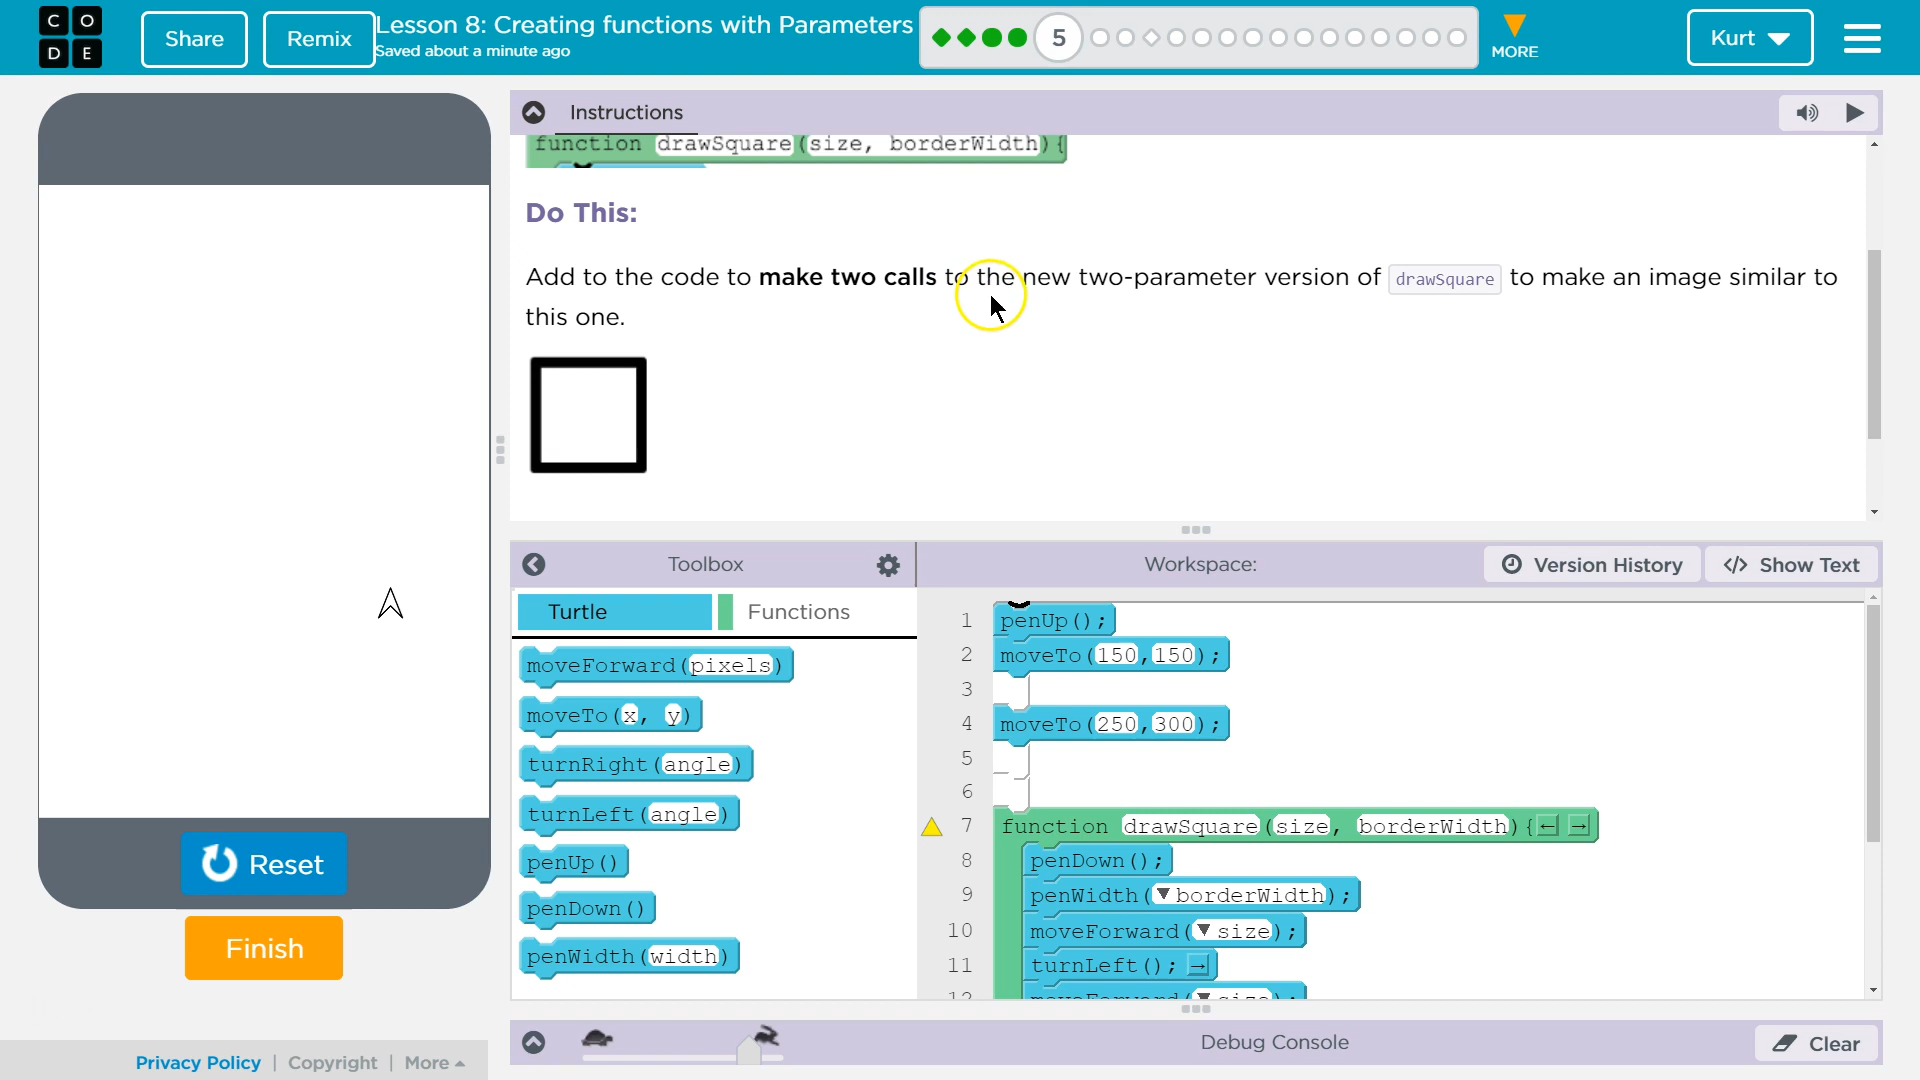 C O
D E
Share
Remix
Lesson 8: Creating functions with Parameters
Saved about a minute ago
5
MORE
Kurt
Instructions
function drawSquare(size, borderWidth){
Do This:
Add to the code to make two calls to the new two-parameter version of drawSquare to make an image similar to
this one.
Toolbox
Workspace:
Version History
</> Show Text
Turtle
Functions
moveForward(pixels)
moveTo(x, y)
turnRight(angle)
turnLeft(angle)
penUp()
penDown()
penWidth(width)
1 penUp();
2 moveTo(150,150);
3
4 moveTo(250,300);
5
6
7 function drawSquare(size, borderWidth){
8 penDown();
9 penWidth(borderWidth);
10 moveForward(size);
11 turnLeft();
12 moveForward(size);
Reset
Finish
Debug Console
Clear
Privacy Policy | Copyright | More